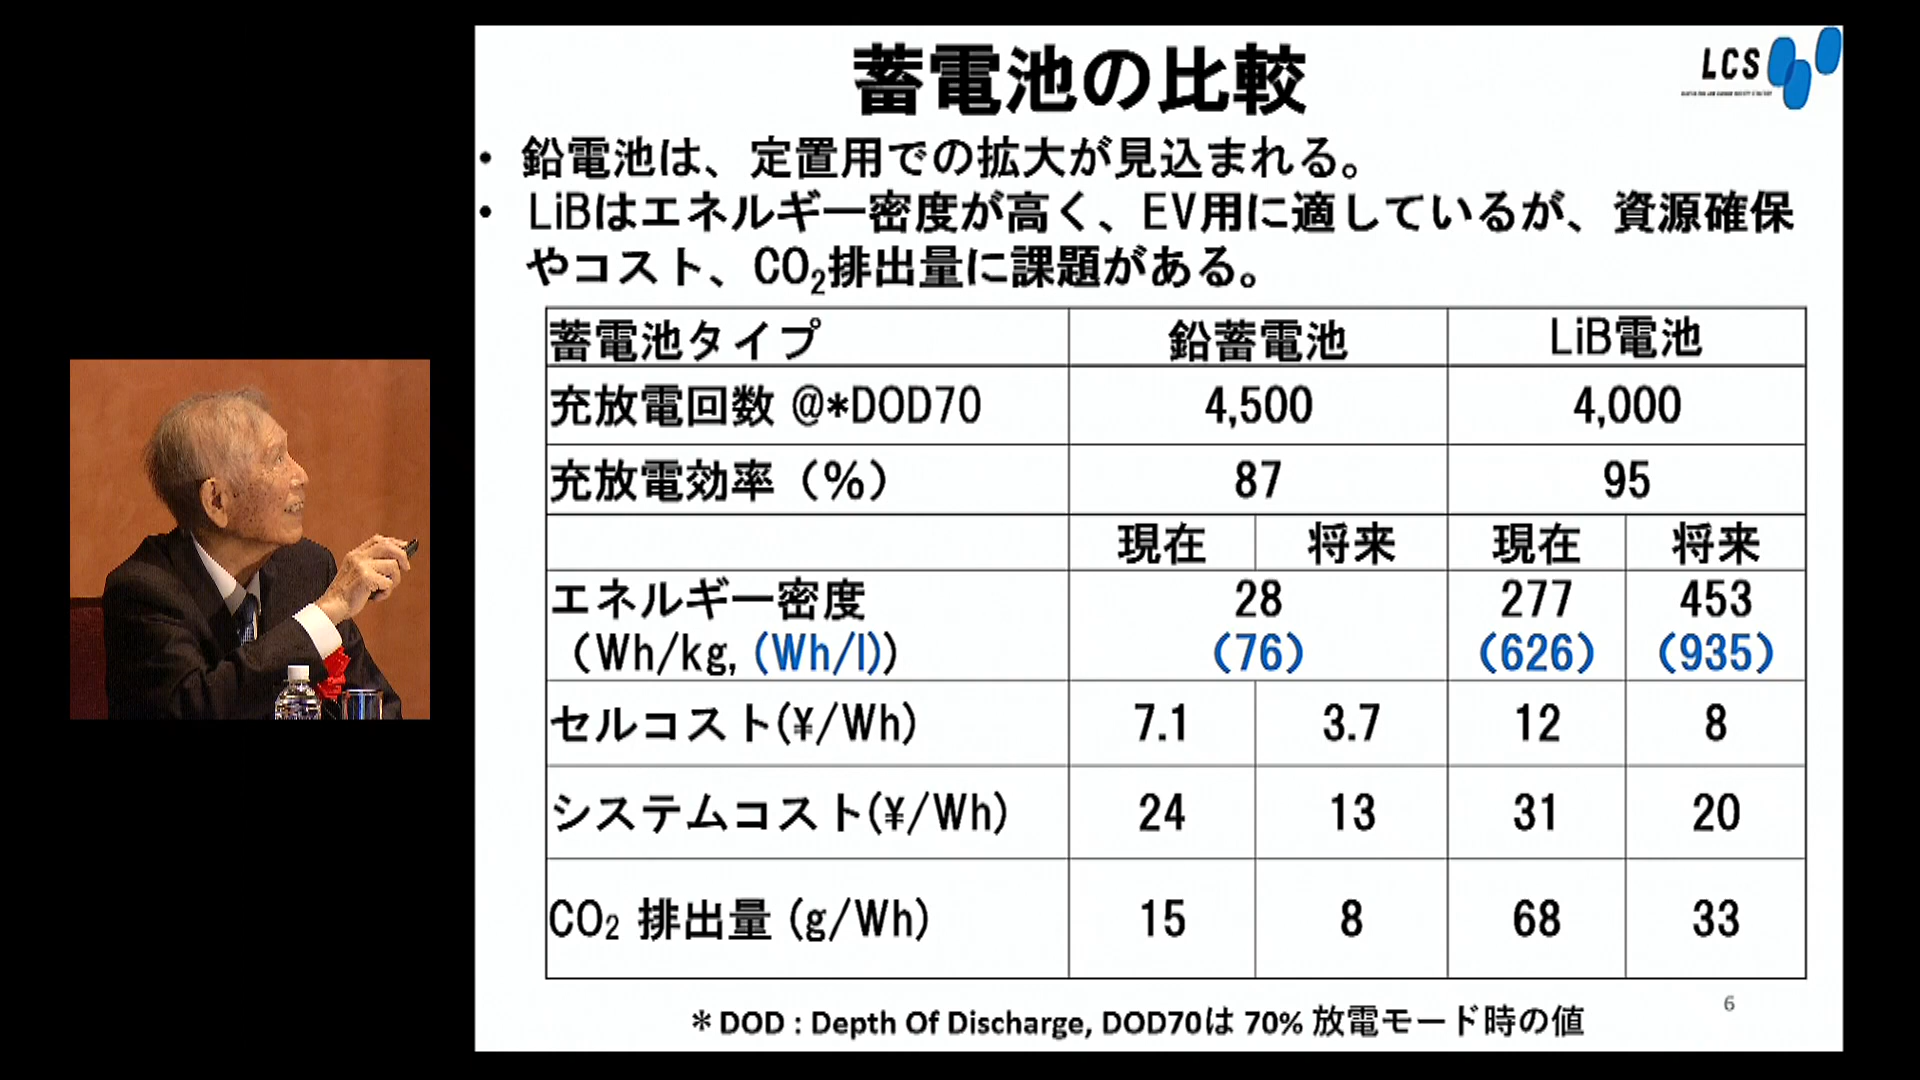 蓄電池の比較
LCS
• 鉛電池は、定置用での拡大が見込まれる。
• LiBはエネルギー密度が高く、EV用に適しているが、資源確保
やコスト、CO₂排出量に課題がある。
蓄電池タイプ 鉛蓄電池 LiB電池
充放電回数 @*DOD70 4,500 4,000
充放電効率（%） 87 95
現在 将来 現在 将来
エネルギー密度 28 277 453
（Wh/kg, (Wh/l)） （76） （626） （935）
セルコスト(¥/Wh) 7.1 3.7 12 8
システムコスト(¥/Wh) 24 13 31 20
CO₂ 排出量 (g/Wh) 15 8 68 33
＊DOD : Depth Of Discharge, DOD70は 70% 放電モード時の値
6